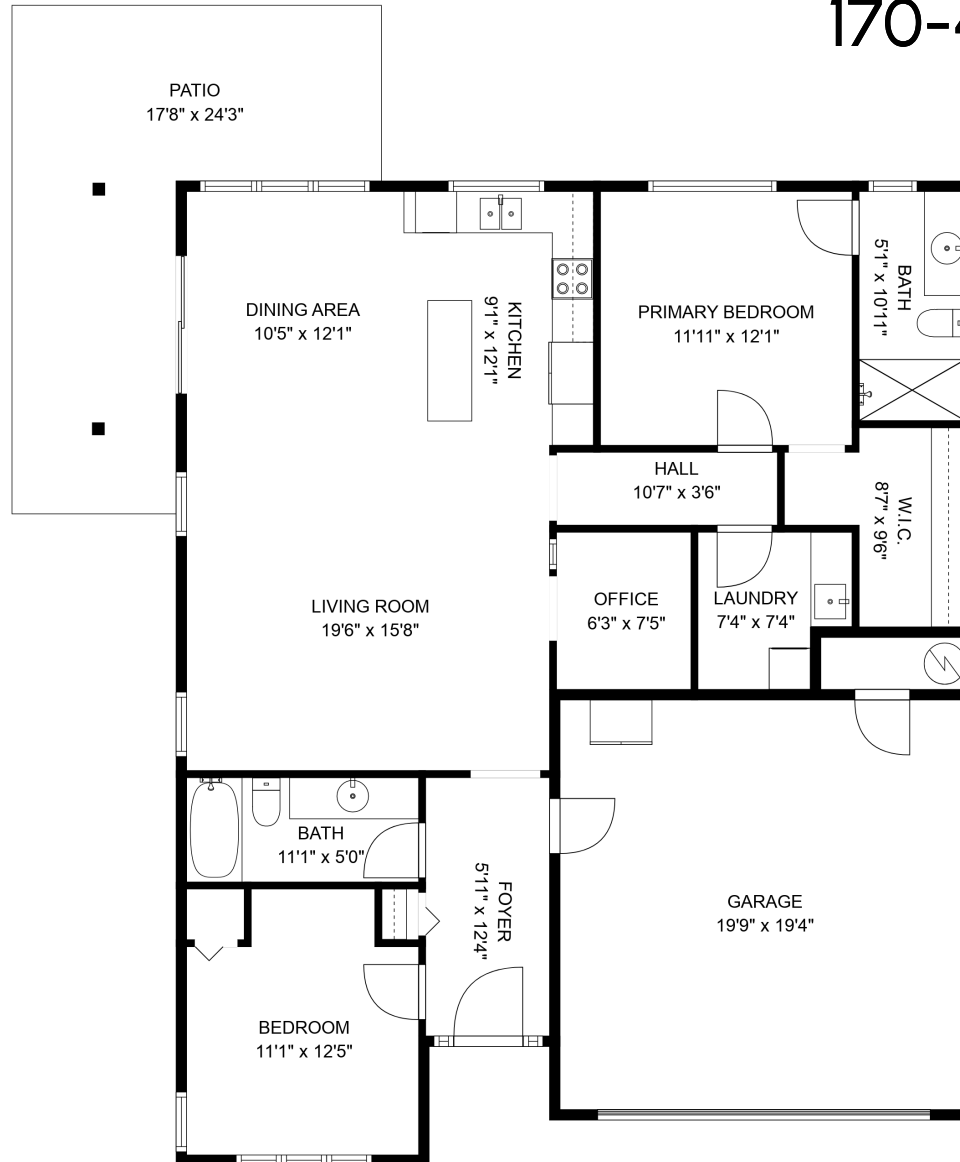 170-4
PATIO
17'8" x 24'3"
DINING AREA
10'5" x 12'1"
KITCHEN
9'1" x 12'1"
PRIMARY BEDROOM
11'11" x 12'1"
BATH
5'1" x 10'11"
HALL
10'7" x 3'6"
W.I.C.
8'7" x 9'6"
LIVING ROOM
19'6" x 15'8"
OFFICE
6'3" x 7'5"
LAUNDRY
7'4" x 7'4"
BATH
11'1" x 5'0"
FOYER
5'11" x 12'4"
GARAGE
19'9" x 19'4"
BEDROOM
11'1" x 12'5"